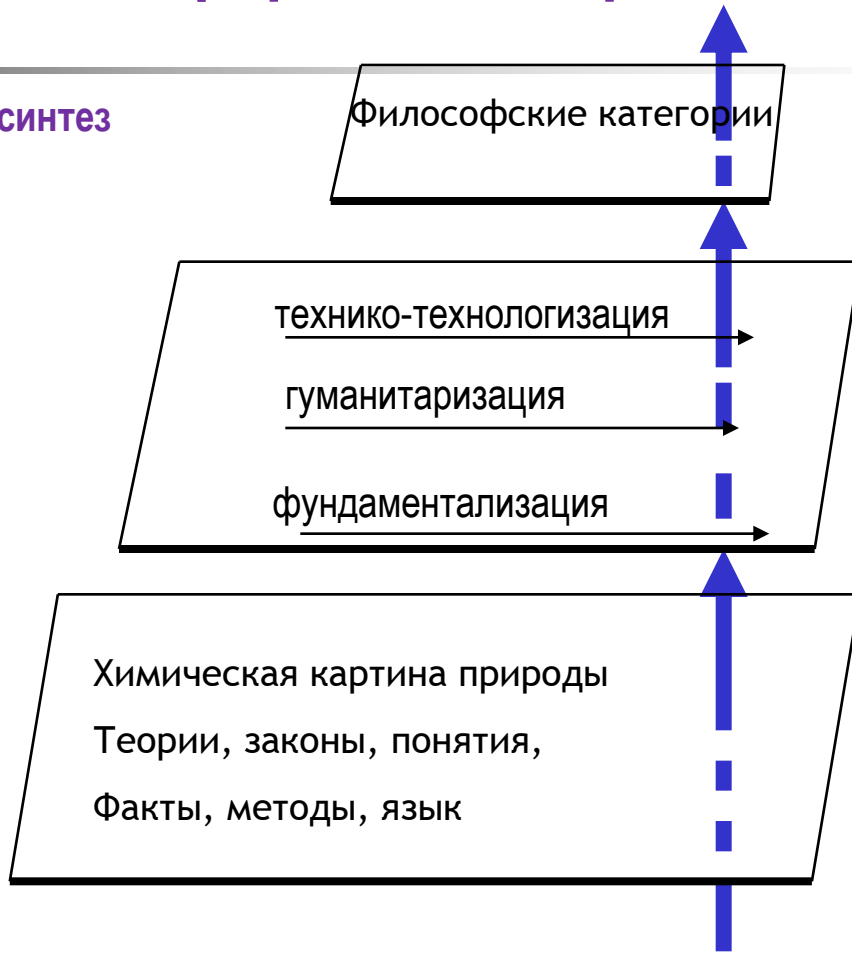 синтез
Философские категории
технико-технологизация
гуманитаризация
фундаментализация
Химическая картина природы
Теории, законы, понятия,
Факты, методы, язык